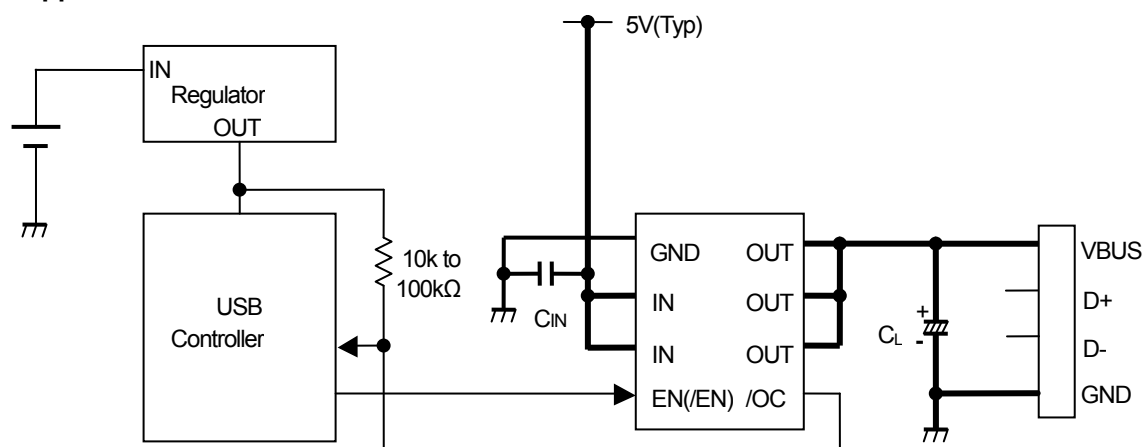 5V(Typ)
IN
Regulator
OUT
10k to
100kΩ
USB
Controller
CIN
GND
IN
IN
EN(/EN)
OUT
OUT
OUT
/OC
+
CL
-
VBUS
D+
D-
GND